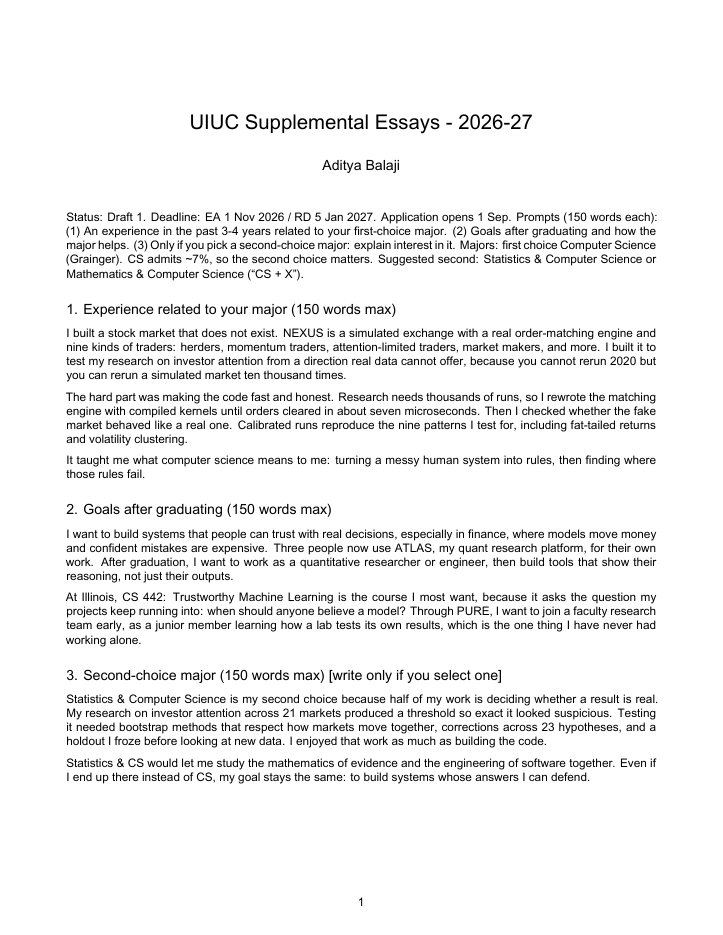 UIUC Supplemental Essays - 2026-27
Aditya Balaji
Status: Draft 1. Deadline: EA 1 Nov 2026 / RD 5 Jan 2027. Application opens 1 Sep. Prompts (150 words each):
(1) An experience in the past 3-4 years related to your first-choice major. (2) Goals after graduating and how the
major helps. (3) Only if you pick a second-choice major: explain interest in it. Majors: first choice Computer Science
(Grainger). CS admits ~7%, so the second choice matters. Suggested second: Statistics & Computer Science or
Mathematics & Computer Science (“CS + X”).
1. Experience related to your major (150 words max)
I built a stock market that does not exist. NEXUS is a simulated exchange with a real order-matching engine and
nine kinds of traders: herders, momentum traders, attention-limited traders, market makers, and more. I built it to
test my research on investor attention from a direction real data cannot offer, because you cannot rerun 2020 but
you can rerun a simulated market ten thousand times.
The hard part was making the code fast and honest. Research needs thousands of runs, so I rewrote the matching
engine with compiled kernels until orders cleared in about seven microseconds. Then I checked whether the fake
market behaved like a real one. Calibrated runs reproduce the nine patterns I test for, including fat-tailed returns
and volatility clustering.
It taught me what computer science means to me: turning a messy human system into rules, then finding where
those rules fail.
2. Goals after graduating (150 words max)
I want to build systems that people can trust with real decisions, especially in finance, where models move money
and confident mistakes are expensive. Three people now use ATLAS, my quant research platform, for their own
work. After graduation, I want to work as a quantitative researcher or engineer, then build tools that show their
reasoning, not just their outputs.
At Illinois, CS 442: Trustworthy Machine Learning is the course I most want, because it asks the question my
projects keep running into: when should anyone believe a model? Through PURE, I want to join a faculty research
team early, as a junior member learning how a lab tests its own results, which is the one thing I have never had
working alone.
3. Second-choice major (150 words max) [write only if you select one]
Statistics & Computer Science is my second choice because half of my work is deciding whether a result is real.
My research on investor attention across 21 markets produced a threshold so exact it looked suspicious. Testing
it needed bootstrap methods that respect how markets move together, corrections across 23 hypotheses, and a
holdout I froze before looking at new data. I enjoyed that work as much as building the code.
Statistics & CS would let me study the mathematics of evidence and the engineering of software together. Even if
I end up there instead of CS, my goal stays the same: to build systems whose answers I can defend.
1